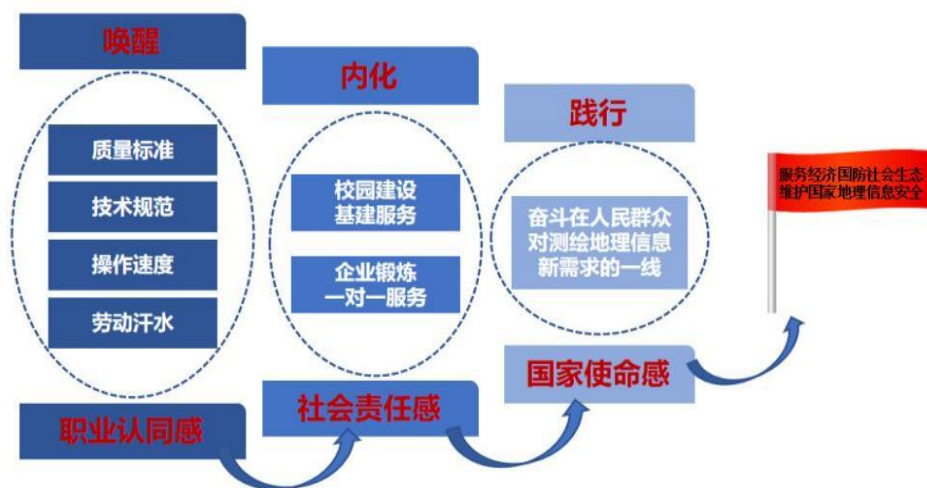 唤醒
质量标准
技术规范
操作速度
劳动汗水
职业认同感
内化
校园建设
基建服务
企业锻炼
一对一服务
社会责任感
践行
奋斗在人民群众
对测绘地理信息
新需求的一线
国家使命感
服务经济国防社会生态
维护国家地理信息安全